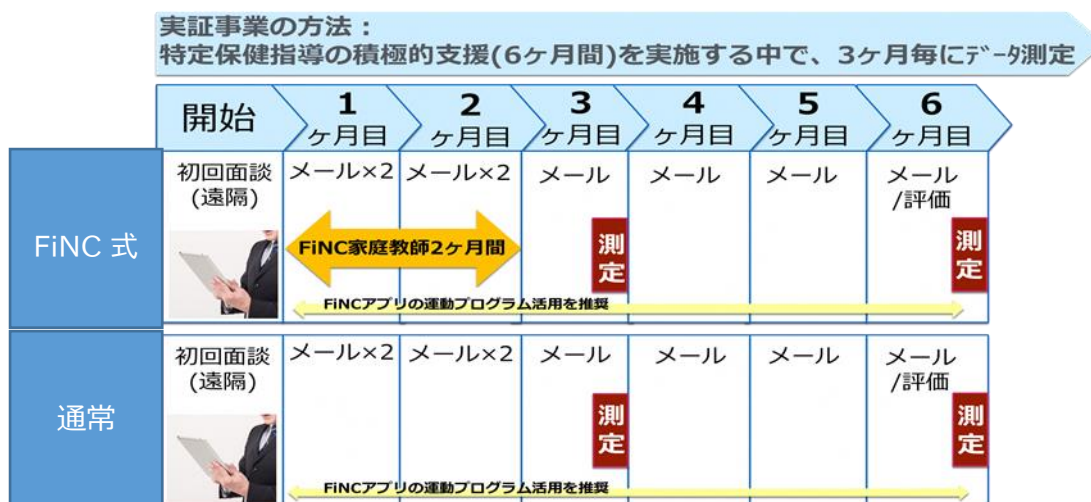 実証事業の方法：
特定保健指導の積極的支援(6ヶ月間)を実施する中で、3ヶ月毎にﾃﾞｰﾀ測定
開始
1
ヶ月目
2
ヶ月目
3
ヶ月目
4
ヶ月目
5
ヶ月目
6
ヶ月目
FiNC 式
初回面談
(遠隔)
メール×2
メール×2
メール
メール
メール
メール
/評価
FiNC家庭教師2ヶ月間
測
定
測
定
FiNCアプリの運動プログラム活用を推奨
通常
初回面談
(遠隔)
メール×2
メール×2
メール
メール
メール
メール
/評価
測
定
測
定
FiNCアプリの運動プログラム活用を推奨